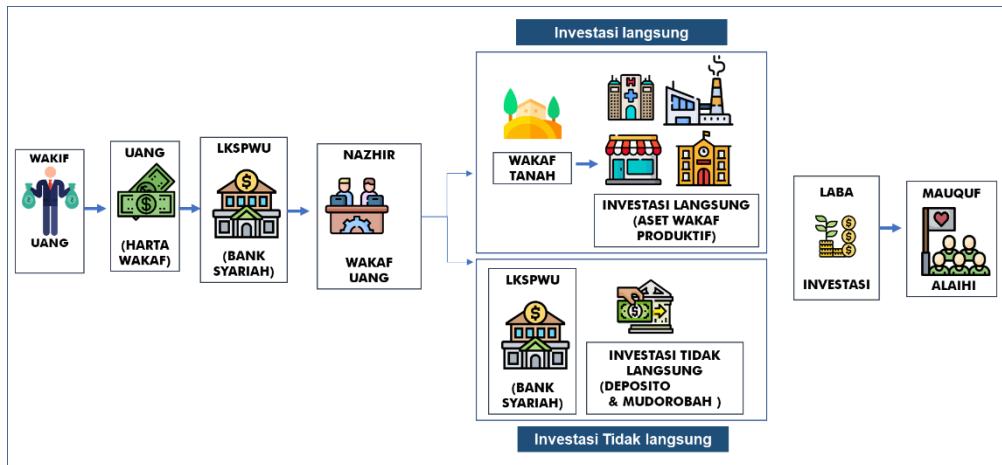 Investasi langsung
WAKIF
UANG
UANG
(HARTA
WAKAF)
LKSPWU
(BANK
SYARIAH)
NAZHIR
WAKAF
UANG
WAKAF
TANAH
H
INVESTASI LANGSUNG
(ASET WAKAF
PRODUKTIF)
LKSPWU
(BANK
SYARIAH)
INVESTASI TIDAK
LANGSUNG
(DEPOSITO
& MUDOROBAH )
Investasi Tidak langsung
LABA
INVESTASI
MAUQUF
ALAIHI